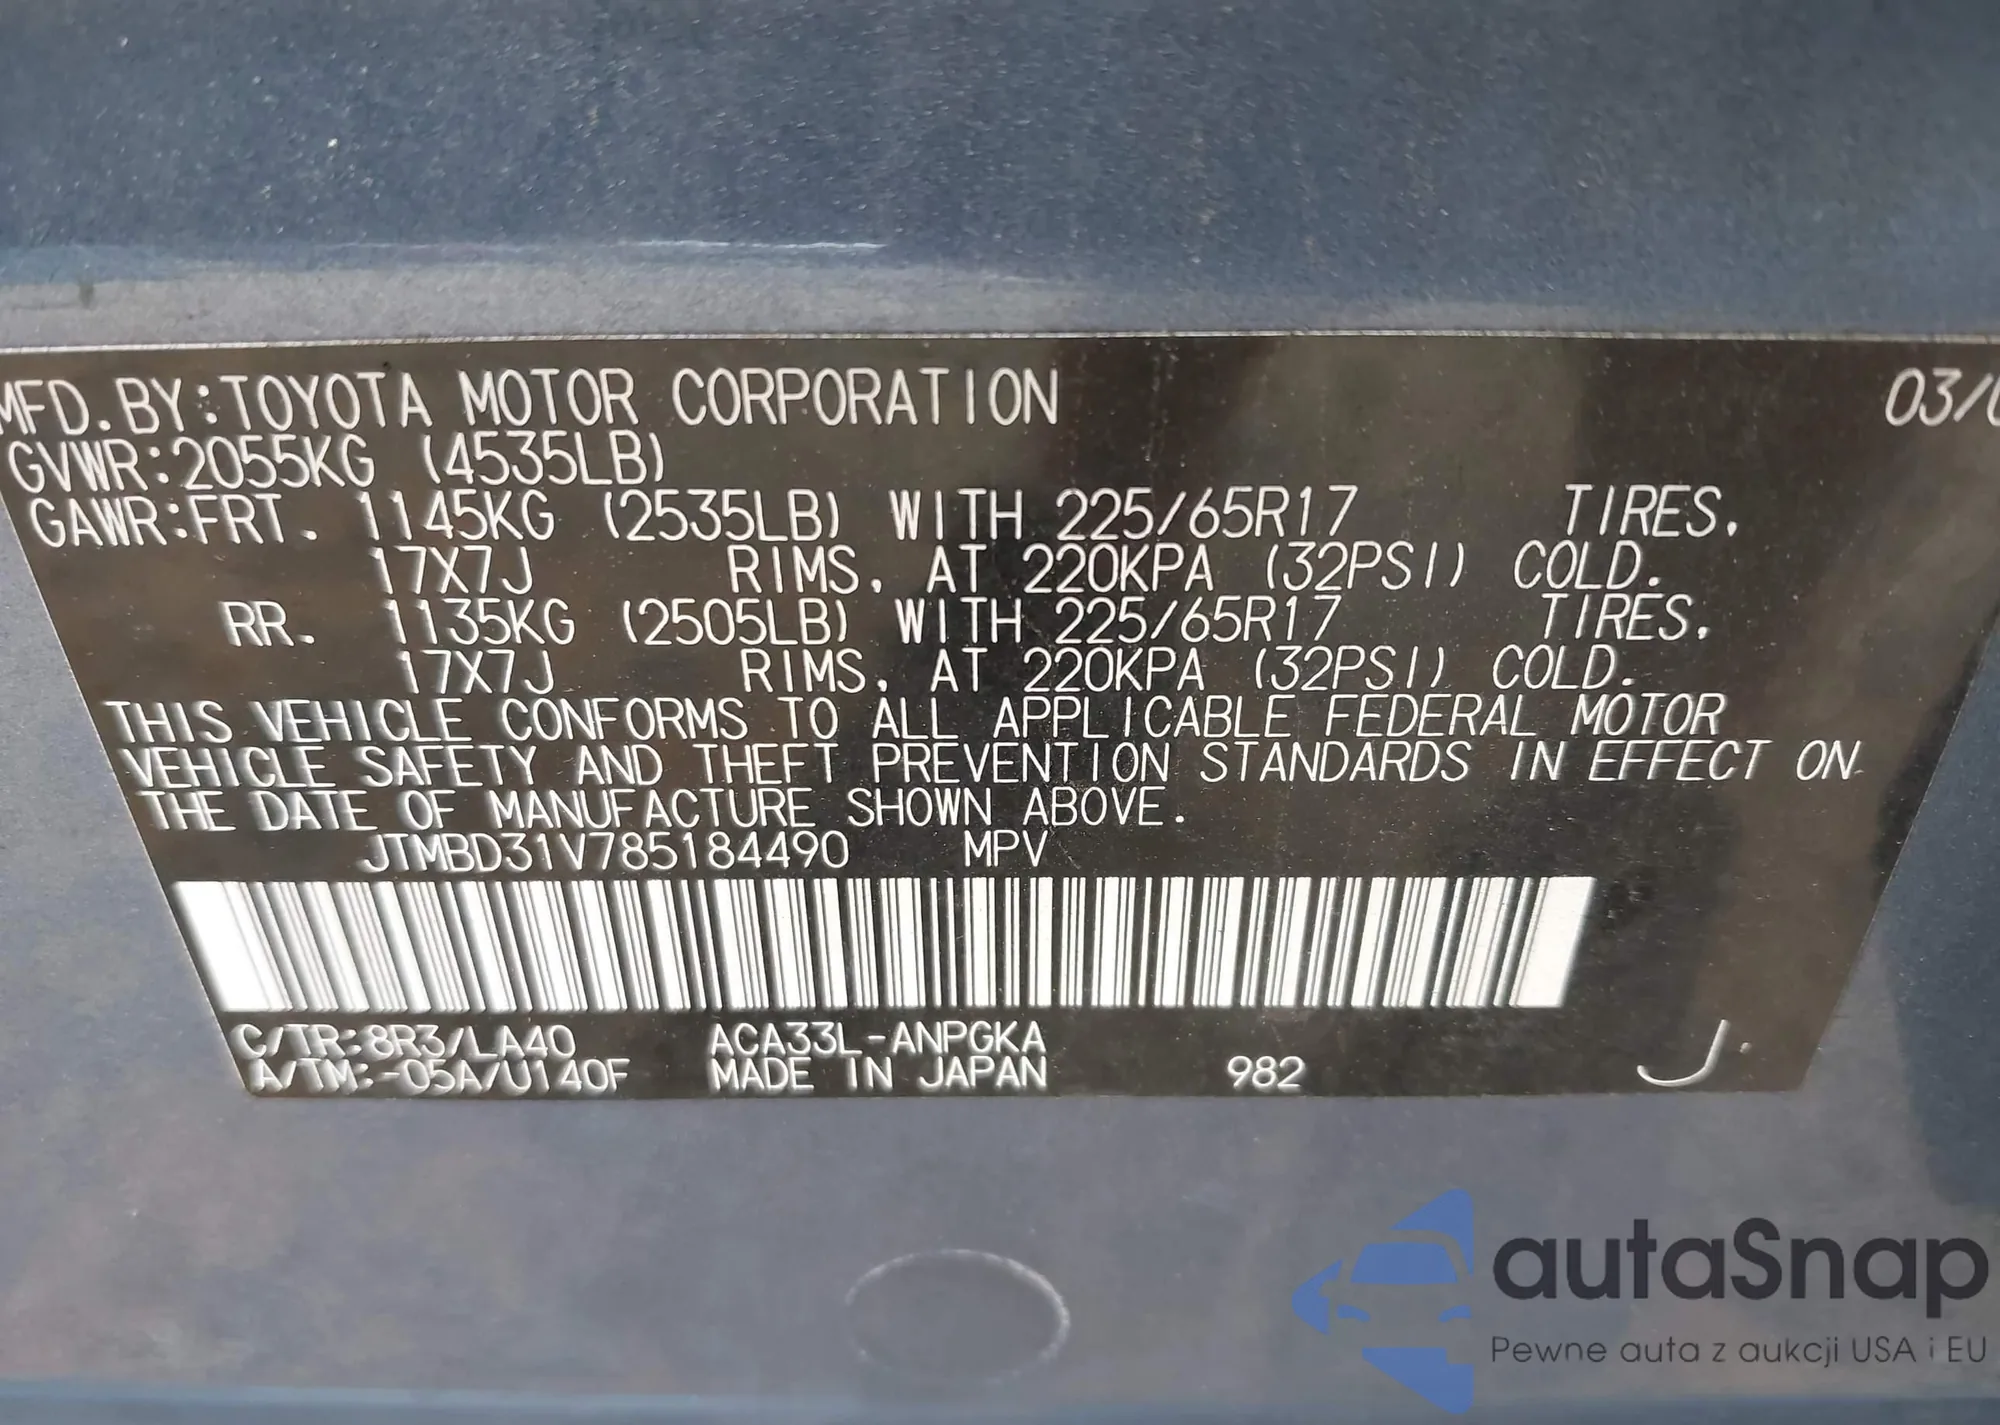 MFD.BY:TOYOTA MOTOR CORPORATION 03/
GVWR:2055KG (4535LB)
GAWR:FRT. 1145KG (2535LB) WITH 225/65R17 TIRES,
17X7J RIMS, AT 220KPA (32PSI) COLD.
RR. 1135KG (2505LB) WITH 225/65R17 TIRES,
17X7J RIMS, AT 220KPA (32PSI) COLD.
THIS VEHICLE CONFORMS TO ALL APPLICABLE FEDERAL MOTOR
VEHICLE SAFETY AND THEFT PREVENTION STANDARDS IN EFFECT ON
THE DATE OF MANUFACTURE SHOWN ABOVE.
JTMBD31V785184490 MPV
C/TR:8R3/LA40 ACA33L-ANPGKA
A/TM:-05A/U140F MADE IN JAPAN 982 J
autaSnap
Pewne auta z aukcji USA i EU